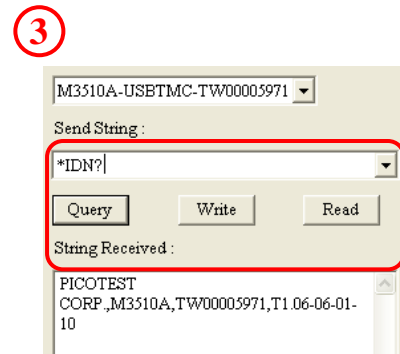 3
M3510A-USBTMC-TW00005971
Send String :
*IDN?
Query Write Read
String Received :
PICOTEST
CORP.,M3510A,TW00005971,T1.06-06-01-
10